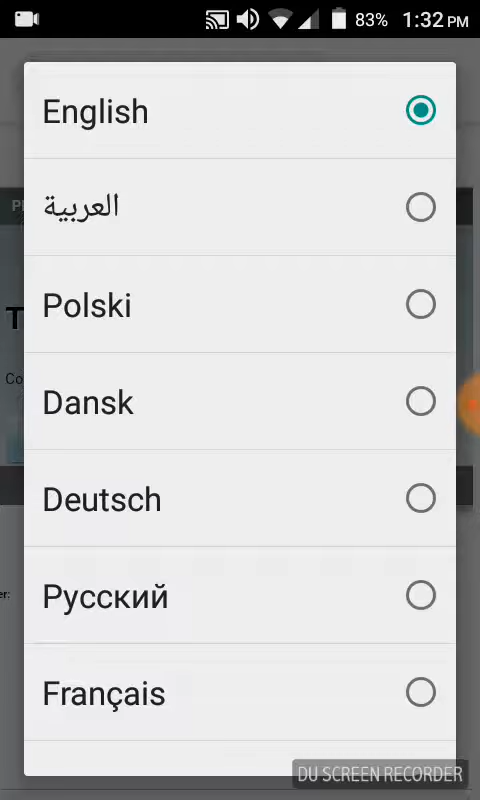 83% 1:32 PM
English
العربية
Polski
Dansk
Deutsch
Русский
Français
DU SCREEN RECORDER